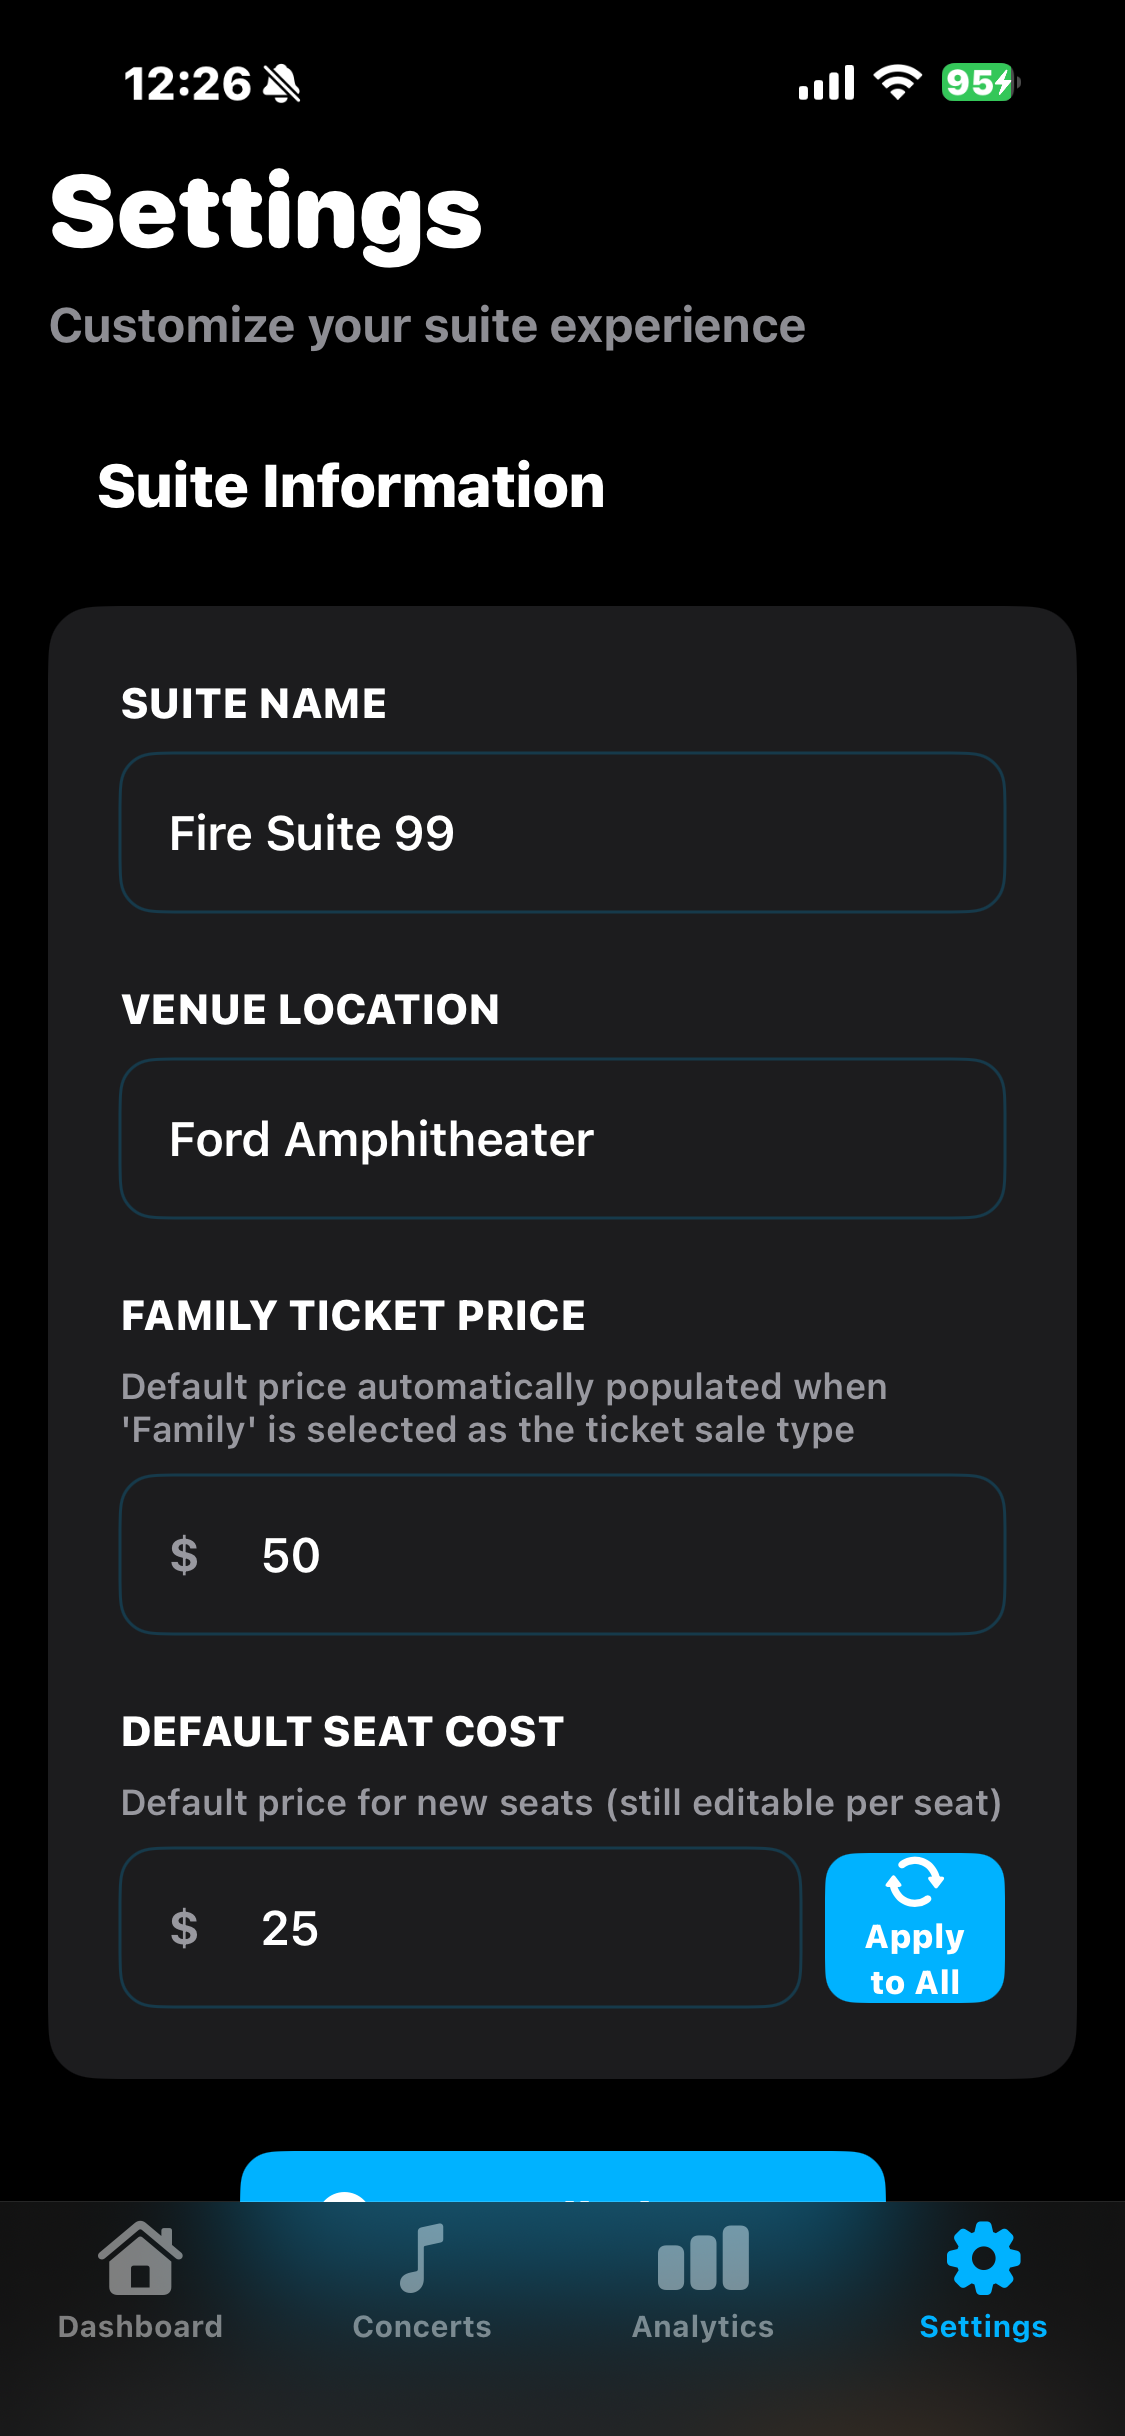 12:26
95
Settings
Customize your suite experience
Suite Information
SUITE NAME
Fire Suite 99
VENUE LOCATION
Ford Amphitheater
FAMILY TICKET PRICE
Default price automatically populated when
'Family' is selected as the ticket sale type
$ 50
DEFAULT SEAT COST
Default price for new seats (still editable per seat)
$ 25
Apply
to All
Dashboard
Concerts
Analytics
Settings